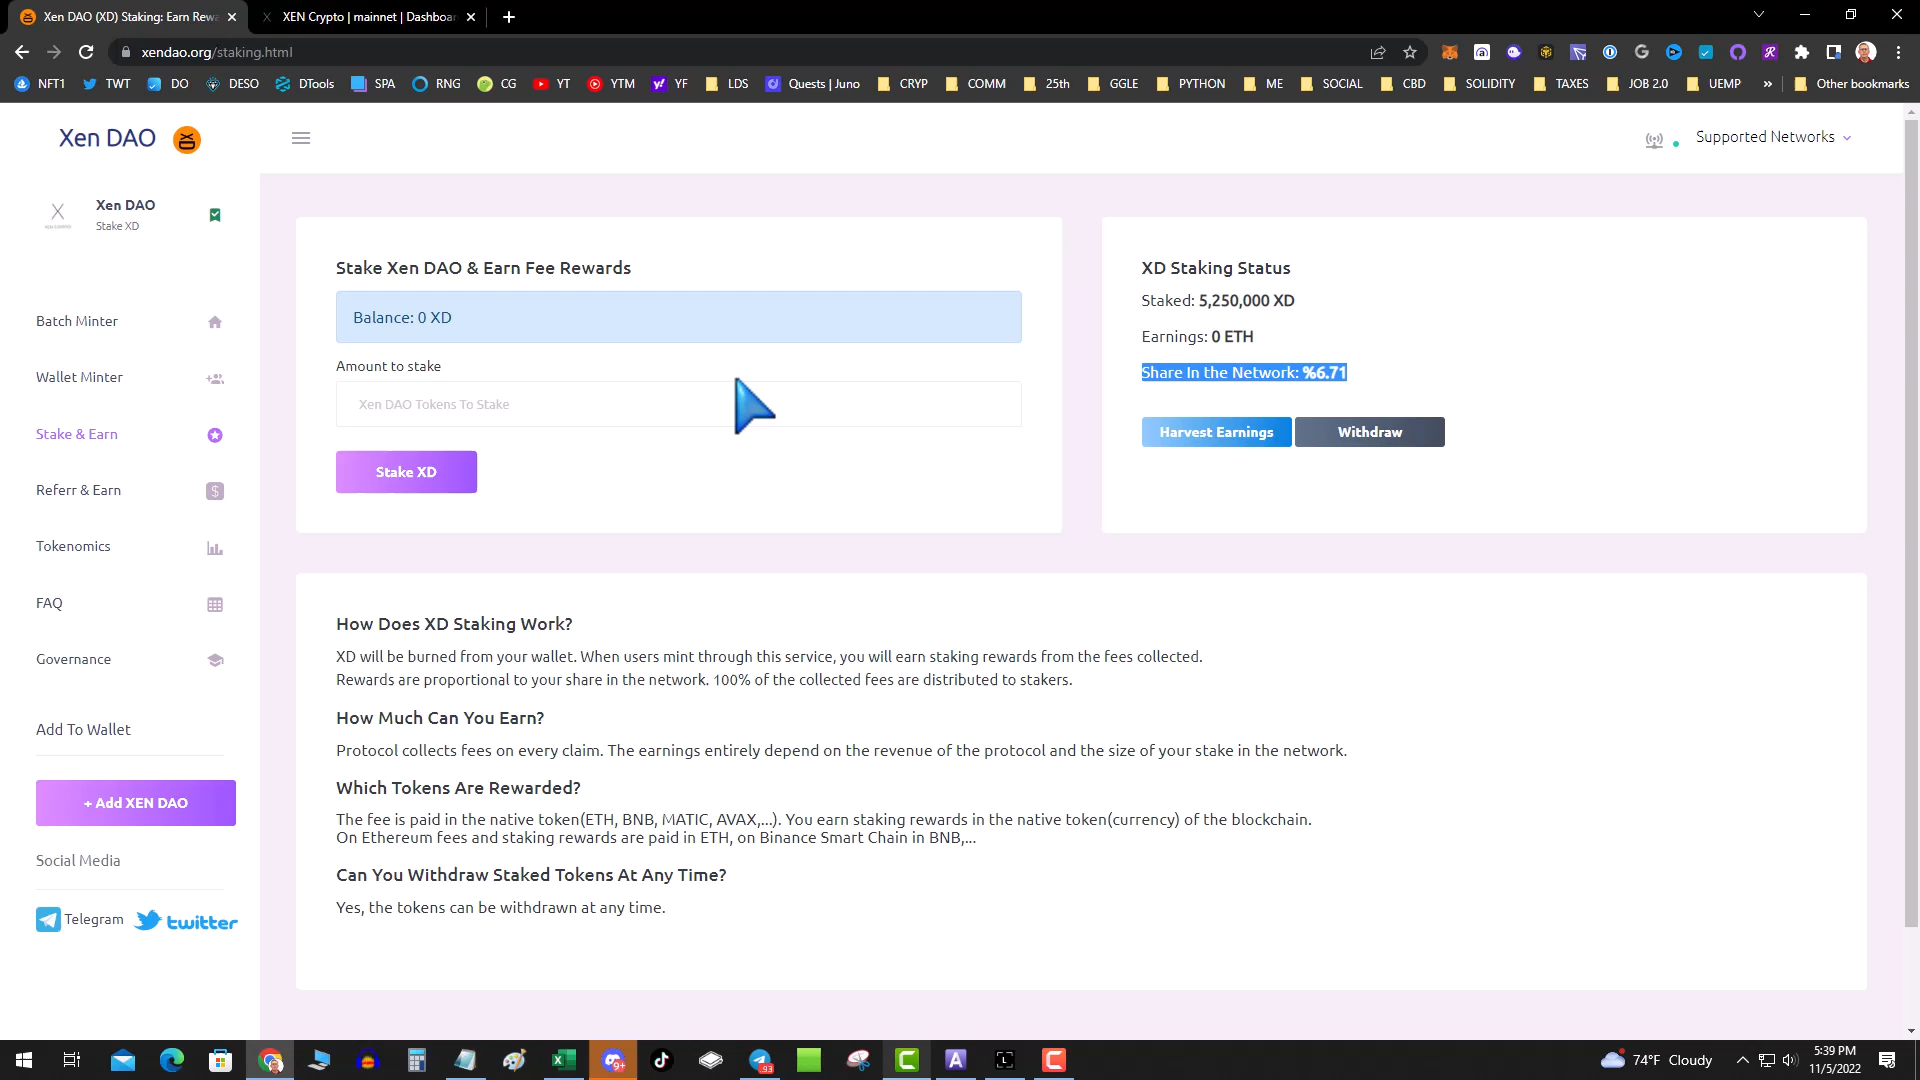 Xen DAO (XD) Staking: Earn Rewa
XEN Crypto | mainnet | Dashboar
xendao.org/staking.html
NFT1 TWT DO DESO DTools SPA RNG CG YT YTM YF LDS Quests | Juno CRYP COMM 25th GGLE PYTHON ME SOCIAL CBD SOLIDITY TAXES JOB 2.0 UEMP » Other bookmarks
Xen DAO
Supported Networks
Xen DAO
Stake XD
Batch Minter
Wallet Minter
Stake & Earn
Referr & Earn
Tokenomics
FAQ
Governance
Add To Wallet
+ Add XEN DAO
Social Media
Telegram
twitter
Stake Xen DAO & Earn Fee Rewards
Balance: 0 XD
Amount to stake
Xen DAO Tokens To Stake
Stake XD
XD Staking Status
Staked: 5,250,000 XD
Earnings: 0 ETH
Share In the Network: %6.71
Harvest Earnings
Withdraw
How Does XD Staking Work?
XD will be burned from your wallet. When users mint through this service, you will earn staking rewards from the fees collected.
Rewards are proportional to your share in the network. 100% of the collected fees are distributed to stakers.
How Much Can You Earn?
Protocol collects fees on every claim. The earnings entirely depend on the revenue of the protocol and the size of your stake in the network.
Which Tokens Are Rewarded?
The fee is paid in the native token(ETH, BNB, MATIC, AVAX,...). You earn staking rewards in the native token(currency) of the blockchain.
On Ethereum fees and staking rewards are paid in ETH, on Binance Smart Chain in BNB,...
Can You Withdraw Staked Tokens At Any Time?
Yes, the tokens can be withdrawn at any time.
74°F Cloudy
5:39 PM
11/5/2022